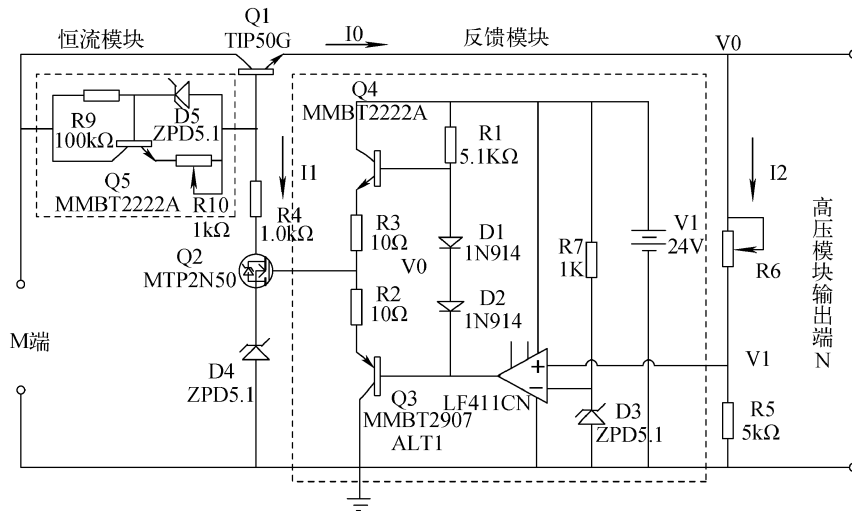 恒流模块
Q1
TIP50G
I0
反馈模块
V0
R9
100kΩ
D5
ZPD5.1
Q5
MMBT2222A
R10
1kΩ
I1
R4
1.0kΩ
Q4
MMBT2222A
R1
5.1KΩ
R3
10Ω
V0
R2
10Ω
D1
1N914
D2
1N914
R7
1K
V1
24V
I2
R6
高压模块输出端N
Q2
MTP2N50
M端
D4
ZPD5.1
Q3
MMBT2907
ALT1
LF411CN
+
−
D3
ZPD5.1
V1
R5
5kΩ